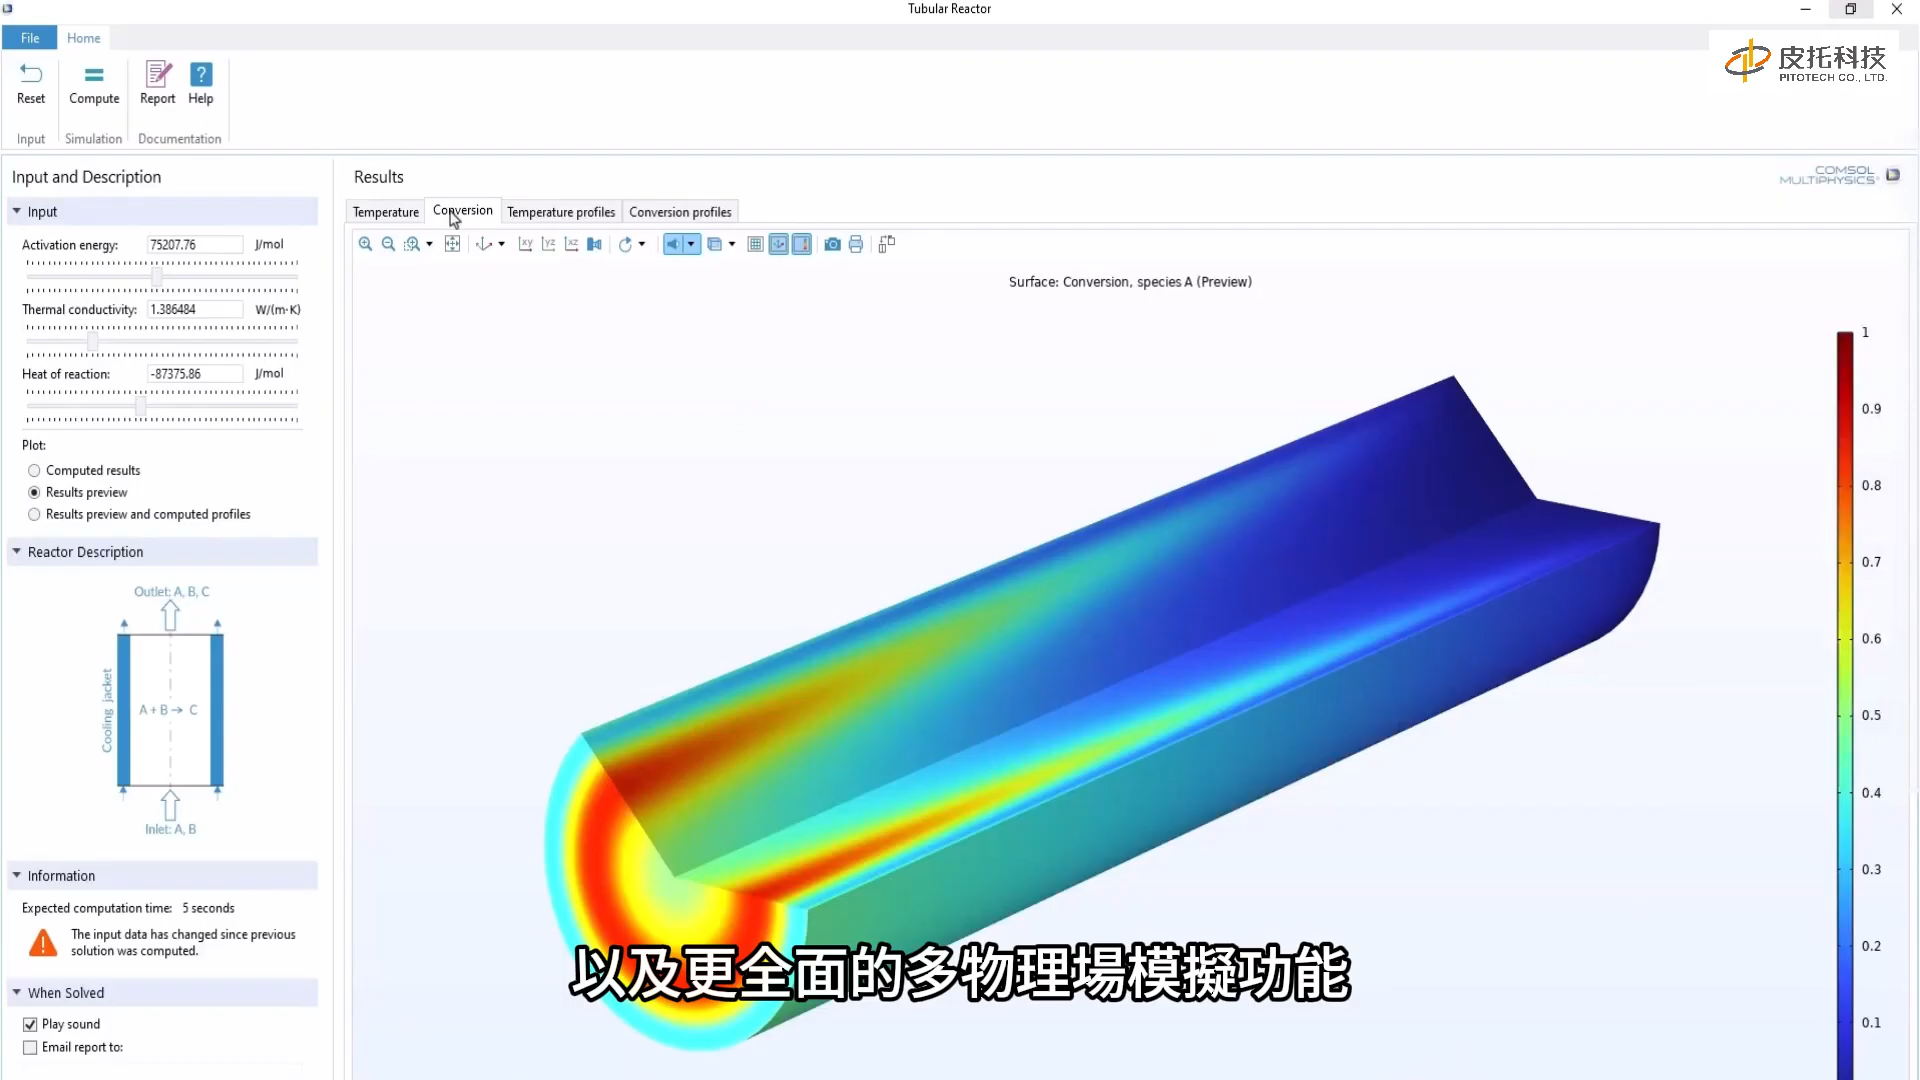 Tubular Reactor
File
Home
Reset
Compute
Report
Help
Input
Simulation
Documentation
皮托科技
PITOTECH CO., LTD.
Input and Description
Input
Activation energy: 75207.76 J/mol
Thermal conductivity: 1.386484 W/(m·K)
Heat of reaction: -87375.86 J/mol
Plot:
Computed results
Results preview
Results preview and computed profiles
Reactor Description
Outlet: A, B, C
Cooling jacket
A + B → C
Inlet: A, B
Information
Expected computation time: 5 seconds
The input data has changed since previous
solution was computed.
When Solved
Play sound
Email report to:
Results
COMSOL
MULTIPHYSICS®
Temperature
Conversion
Temperature profiles
Conversion profiles
xy
yz
xz
Surface: Conversion, species A (Preview)
1
0.9
0.8
0.7
0.6
0.5
0.4
0.3
0.2
0.1
以及更全面的多物理場模擬功能